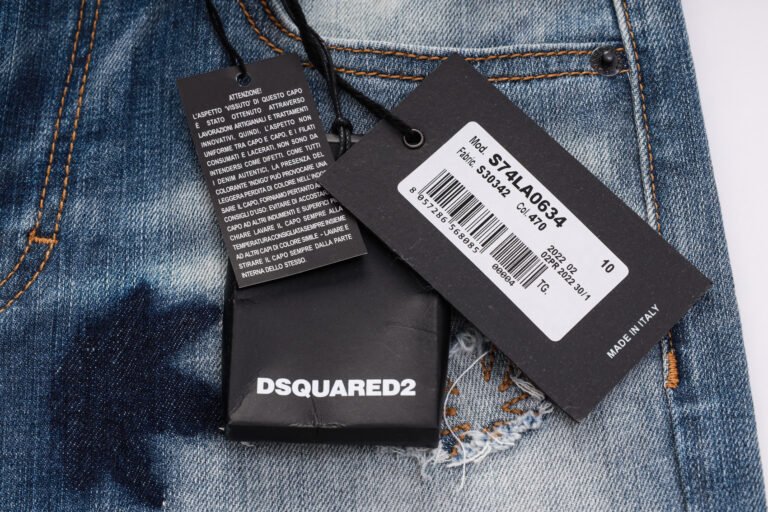 ATTENZIONE!
L'ASPETTO 'VISSUTO' DI QUESTO CAPO
È STATO OTTENUTO ATTRAVERSO
LAVORAZIONI ARTIGIANALI E TRATTAMENTI
INNOVATIVI, QUINDI, L'ASPETTO NON
UNIFORME TRA CAPO E CAPO, E I FILATI
CONSUMATI E LACERATI, NON SONO DA
INTENDERSI COME DIFETTI, COME TUTTI
I DENIM AUTENTICI, LA PRESENZA DEL
COLORANTE 'INDIGO' PUÒ PROVOCARE UNA
LEGGERA PERDITA DI COLORE NELL'INDOS-
SARE IL CAPO, FORNIAMO PERTANTO
CONSIGLI D'USO: EVITARE DI ACCOSTARE
CAPO AD ALTRI INDUMENTI E SUPERFICI
CHIARE LAVARE IL CAPO SEMPRE ALLA
TEMPERATURA CONSIGLIATA SEMPRE INSIEME
AD ALTRI CAPI DI COLORE SIMILE - LAVARE E
STIRARE IL CAPO SEMPRE DALLA PARTE
INTERNA DELLO STESSO.
DSQUARED2
Mod. S74LA0634
Fabric. S30342 Col. 470
8 057286 568085 00004
TG.
2022 02 10
02PR 2022 30/1
MADE IN ITALY